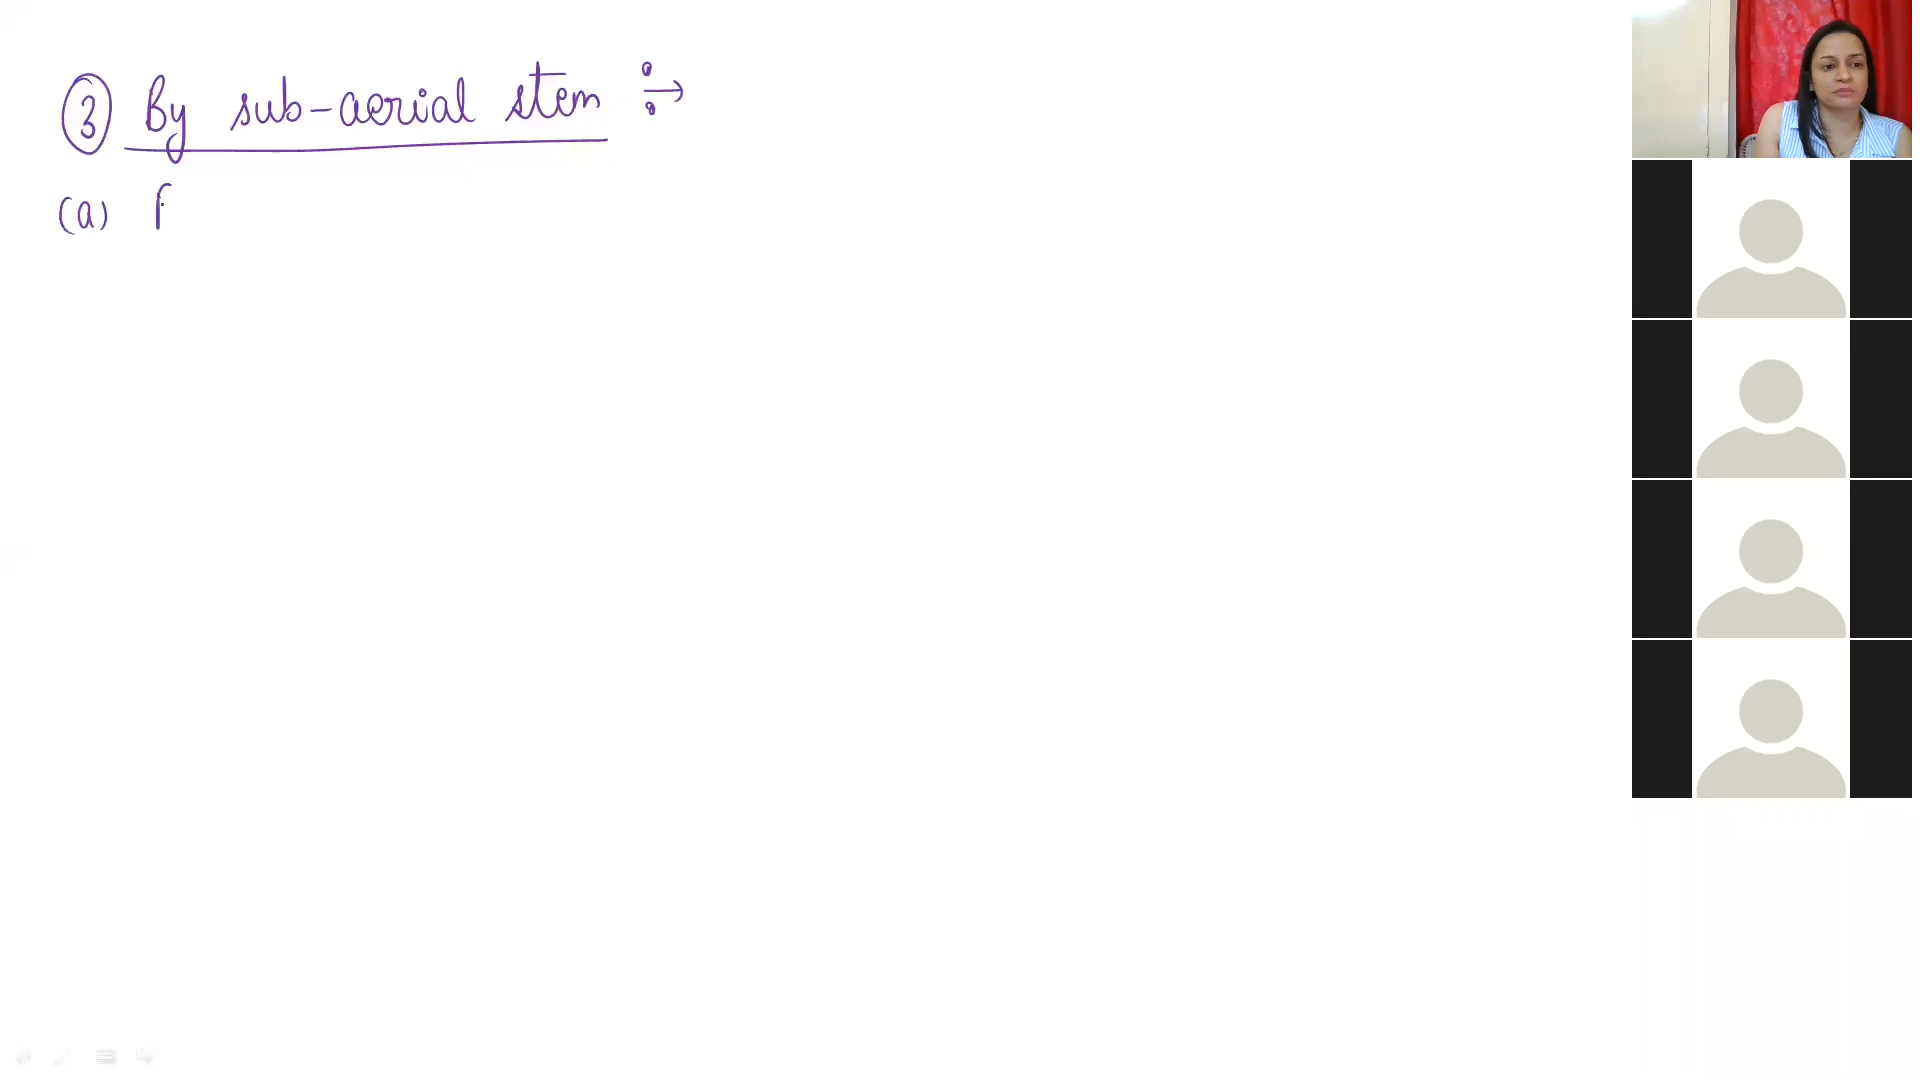 ③ By sub-aerial stem ÷→
(a)